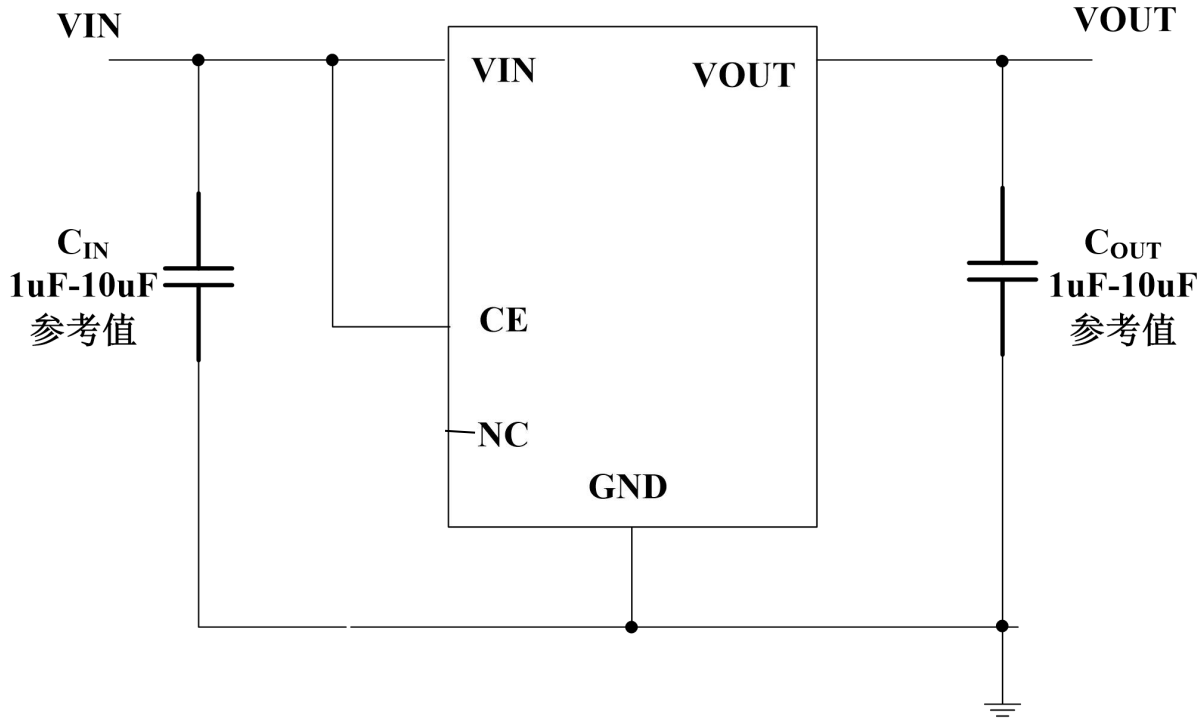 VIN
VOUT
VIN
VOUT
CIN
1uF-10uF
参考值
COUT
1uF-10uF
参考值
CE
NC
GND